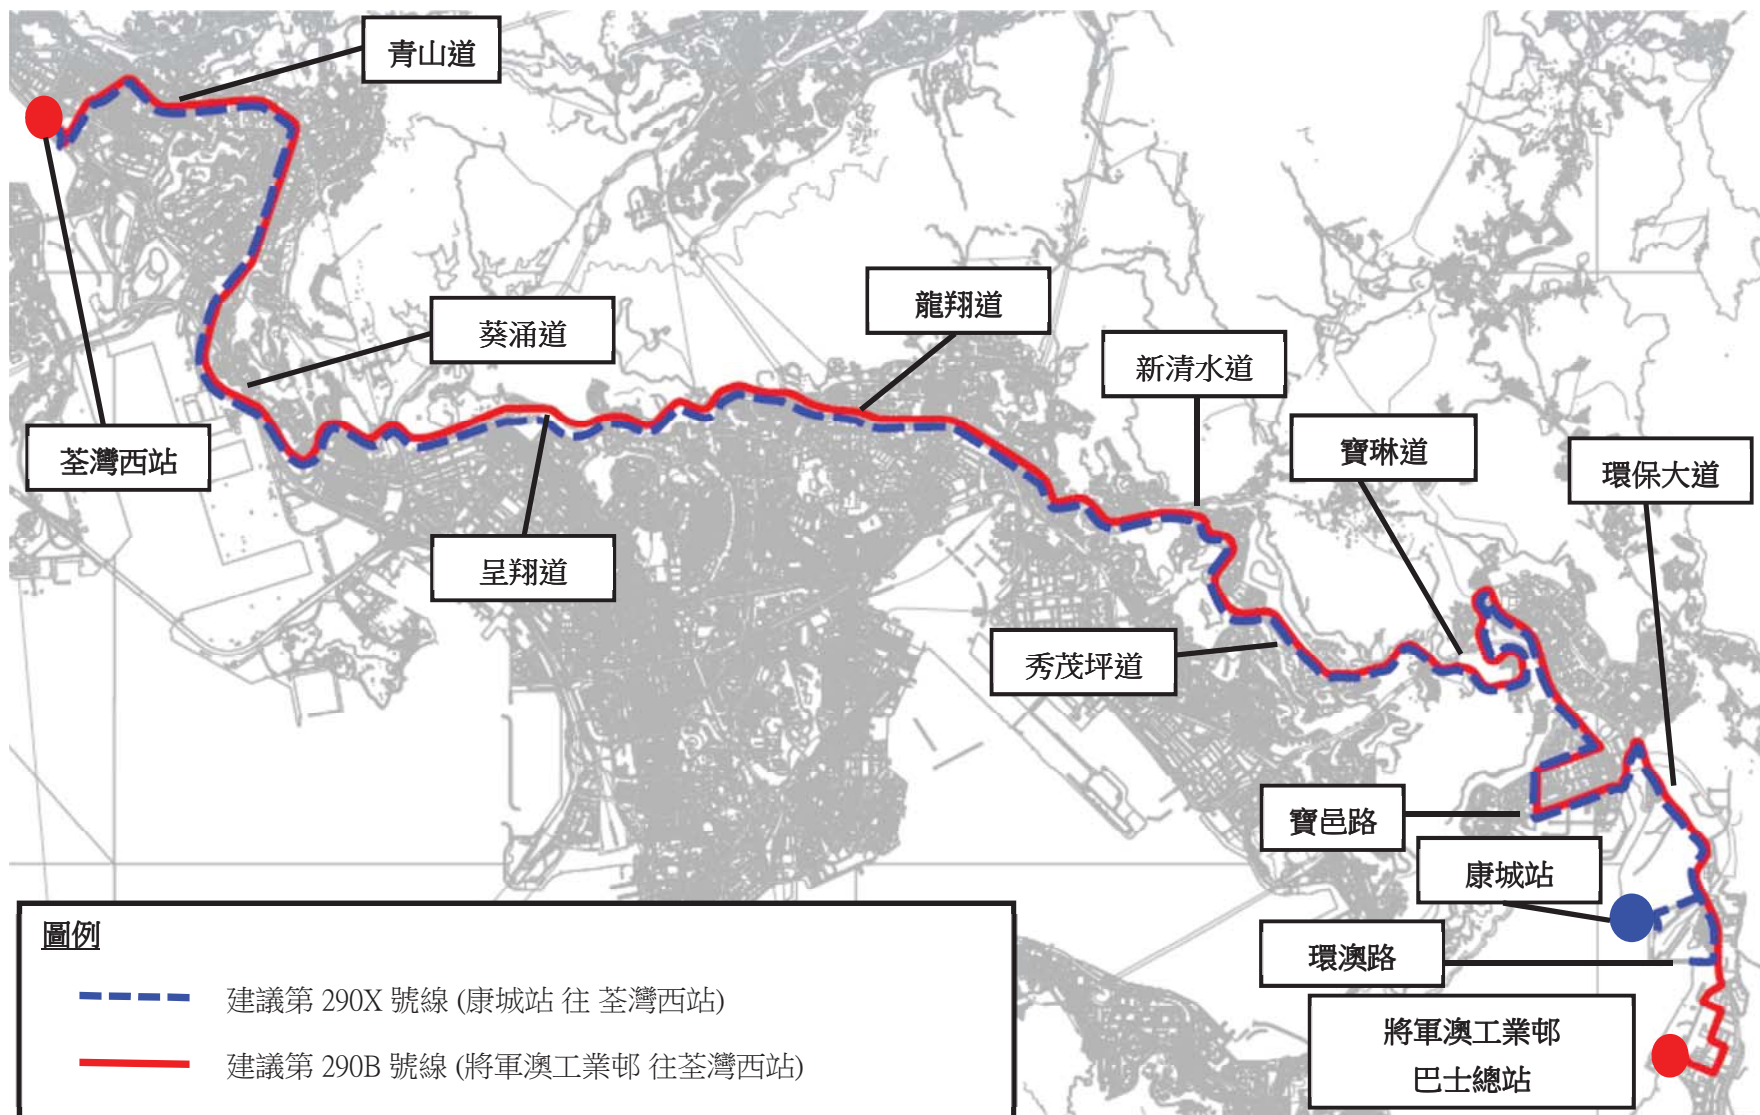 青山道
龍翔道
葵涌道
新清水道
荃灣西站
寶琳道
環保大道
呈翔道
秀茂坪道
寶邑路
康城站
環澳路
將軍澳工業邨
巴士總站
圖例
建議第 290X 號線 (康城站 往 荃灣西站)
建議第 290B 號線 (將軍澳工業邨 往荃灣西站)